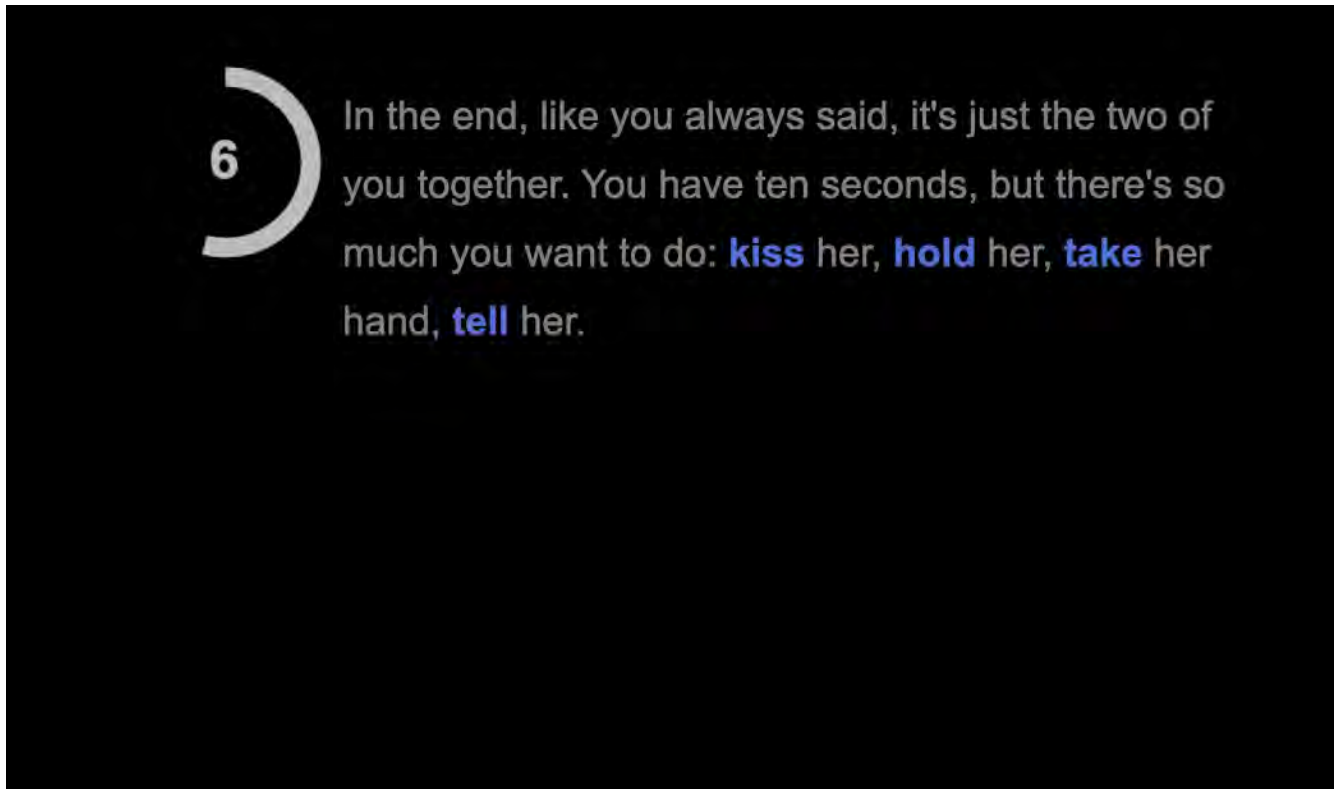 6
In the end, like you always said, it's just the two of
you together. You have ten seconds, but there's so
much you want to do: kiss her, hold her, take her
hand, tell her.